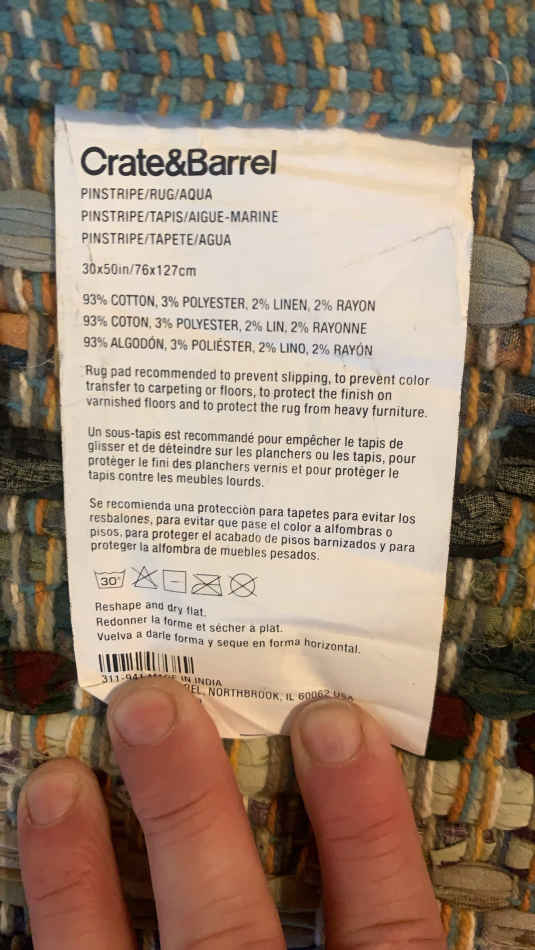 Crate&Barrel
PINSTRIPE/RUG/AQUA
PINSTRIPE/TAPIS/AIGUE-MARINE
PINSTRIPE/TAPETE/AGUA
30x50in/76x127cm
93% COTTON, 3% POLYESTER, 2% LINEN, 2% RAYON
93% COTON, 3% POLYESTER, 2% LIN, 2% RAYONNE
93% ALGODÓN, 3% POLIÉSTER, 2% LINO, 2% RAYÓN
Rug pad recommended to prevent slipping, to prevent color
transfer to carpeting or floors, to protect the finish on
varnished floors and to protect the rug from heavy furniture.
Un sous-tapis est recommandé pour empêcher le tapis de
glisser et de déteindre sur les planchers ou les tapis, pour
protéger le fini des planchers vernis et pour protéger le
tapis contre les meubles lourds.
Se recomienda una protección para tapetes para evitar los
resbalones, para evitar que pase el color a alfombras o
pisos, para proteger el acabado de pisos barnizados y para
proteger la alfombra de muebles pesados.
30°
Reshape and dry flat.
Redonner la forme et sécher à plat.
Vuelva a darle forma y seque en forma horizontal.
311-941 MADE IN INDIA
NORTHBROOK, IL 60062 USA